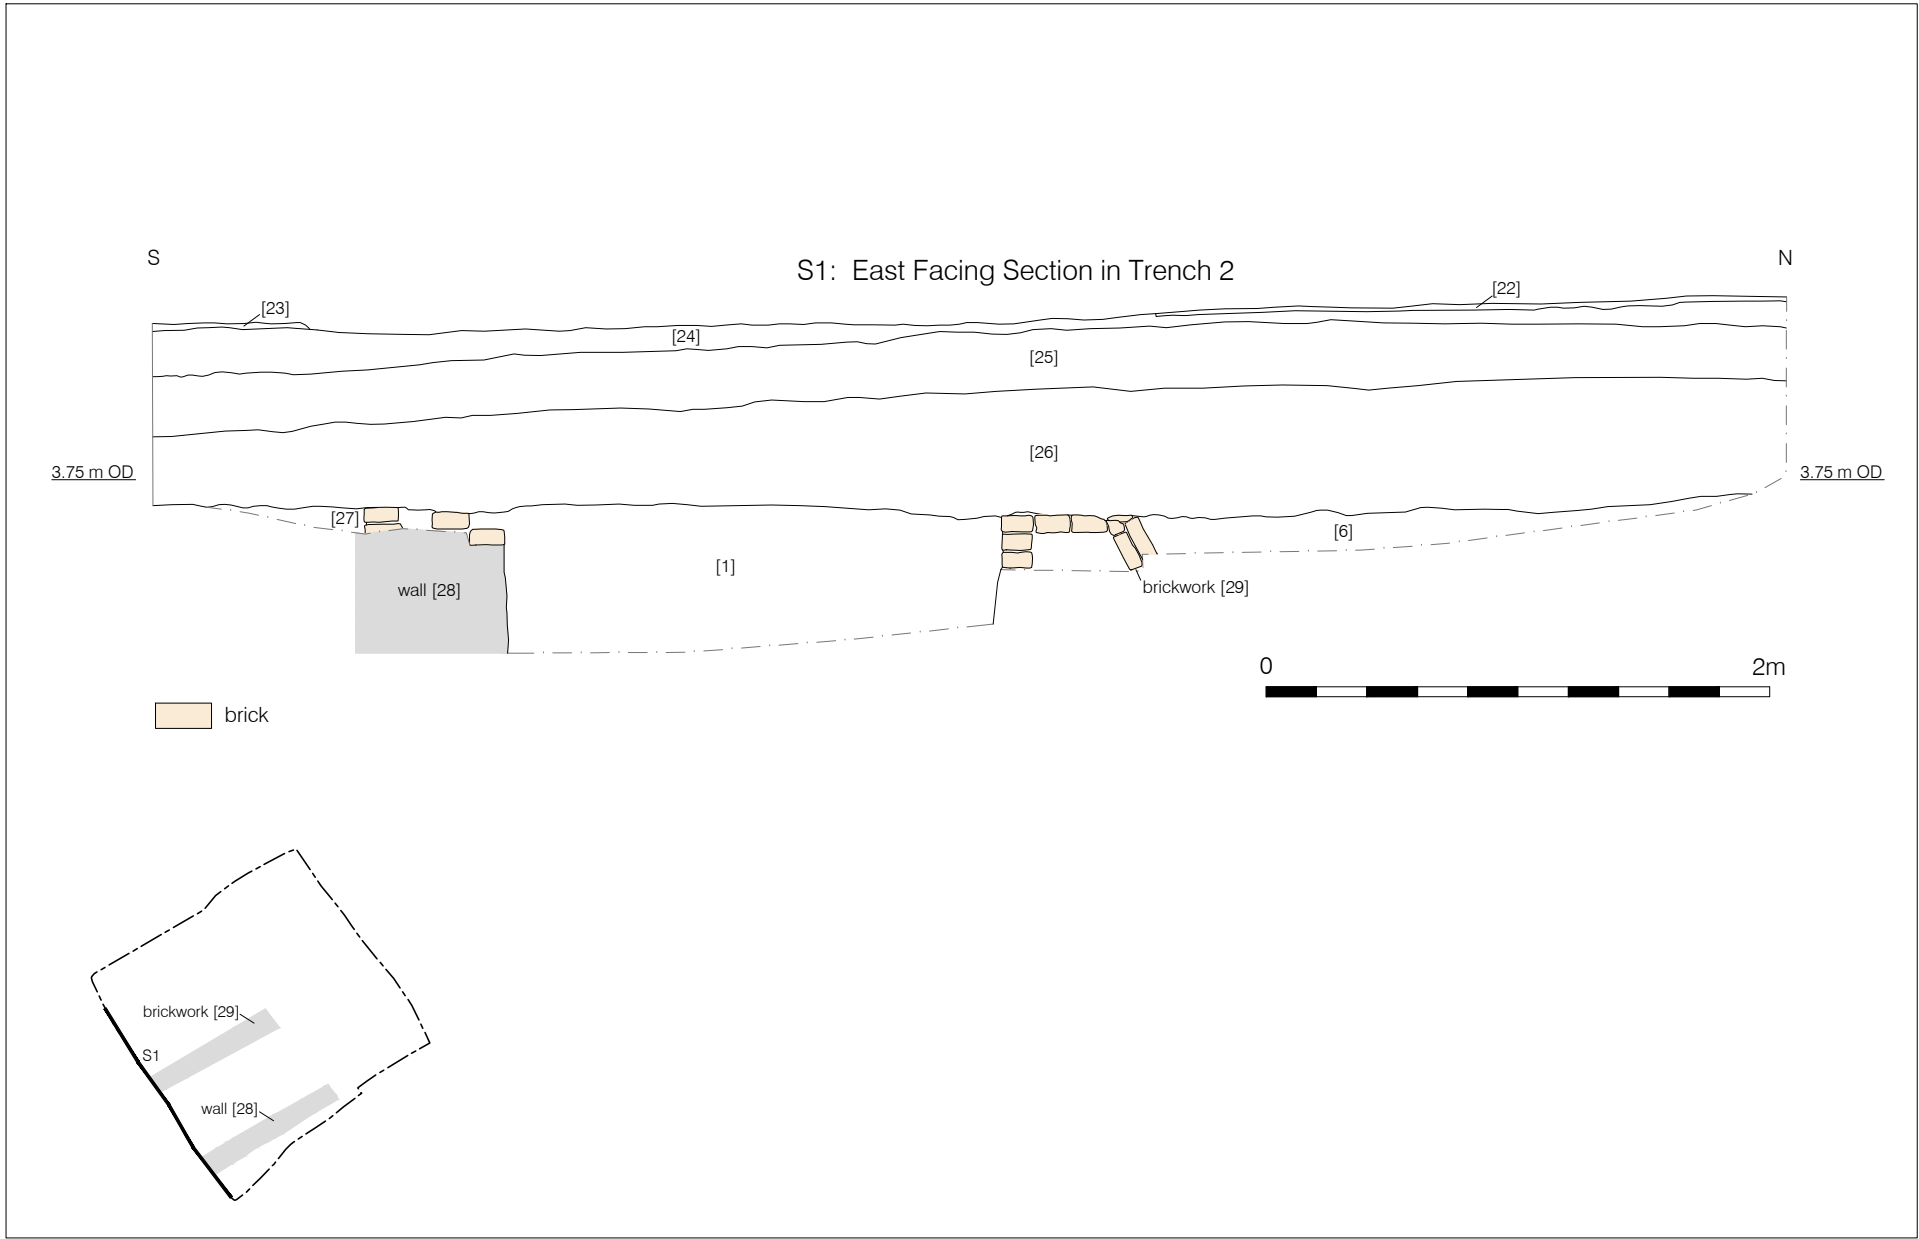 S
N
S1: East Facing Section in Trench 2
[22]
[23]
[24]
[25]
[26]
3.75 m OD
3.75 m OD
[27]
[6]
[1]
wall [28]
brickwork [29]
0
2m
brick
brickwork [29]
S1
wall [28]